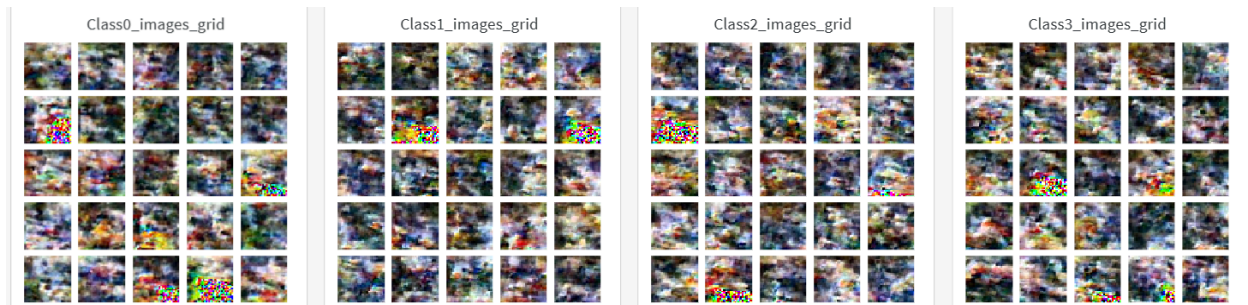 Class0_images_grid
Class1_images_grid
Class2_images_grid
Class3_images_grid